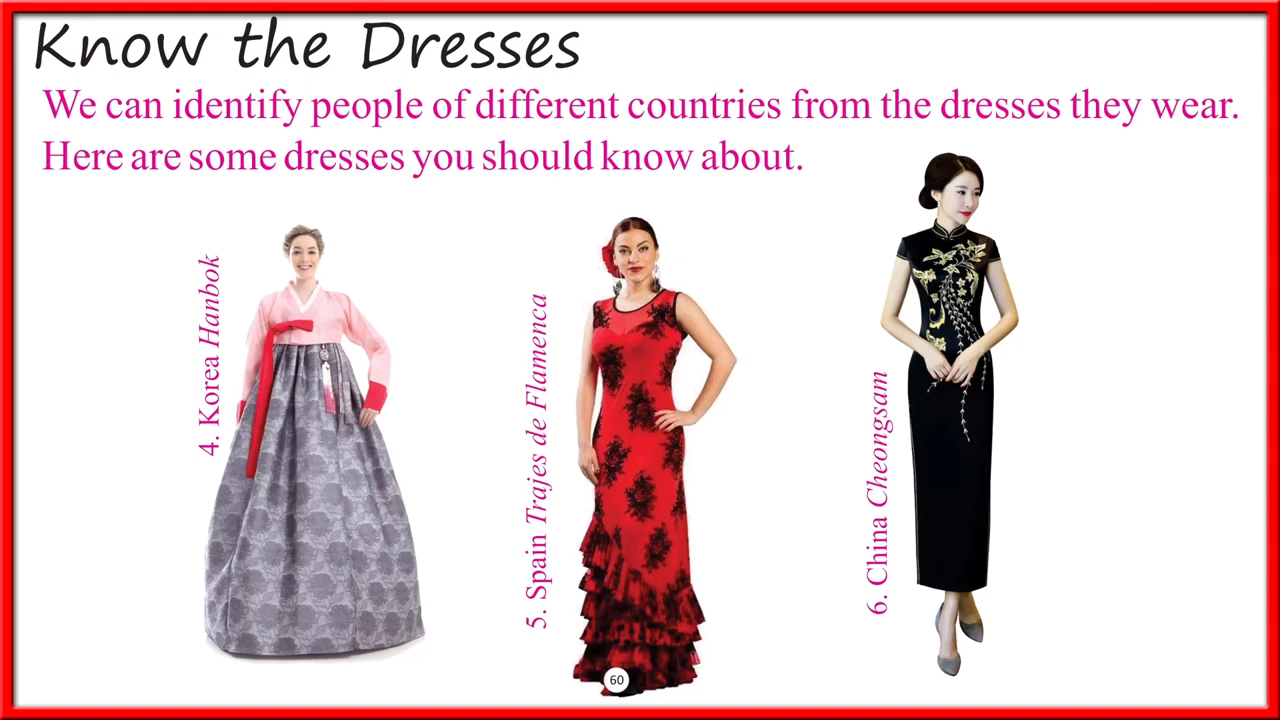 Know the Dresses
We can identify people of different countries from the dresses they wear.
Here are some dresses you should know about.
4. Korea Hanbok
5. Spain Trajes de Flamenca
6. China Cheongsam
60